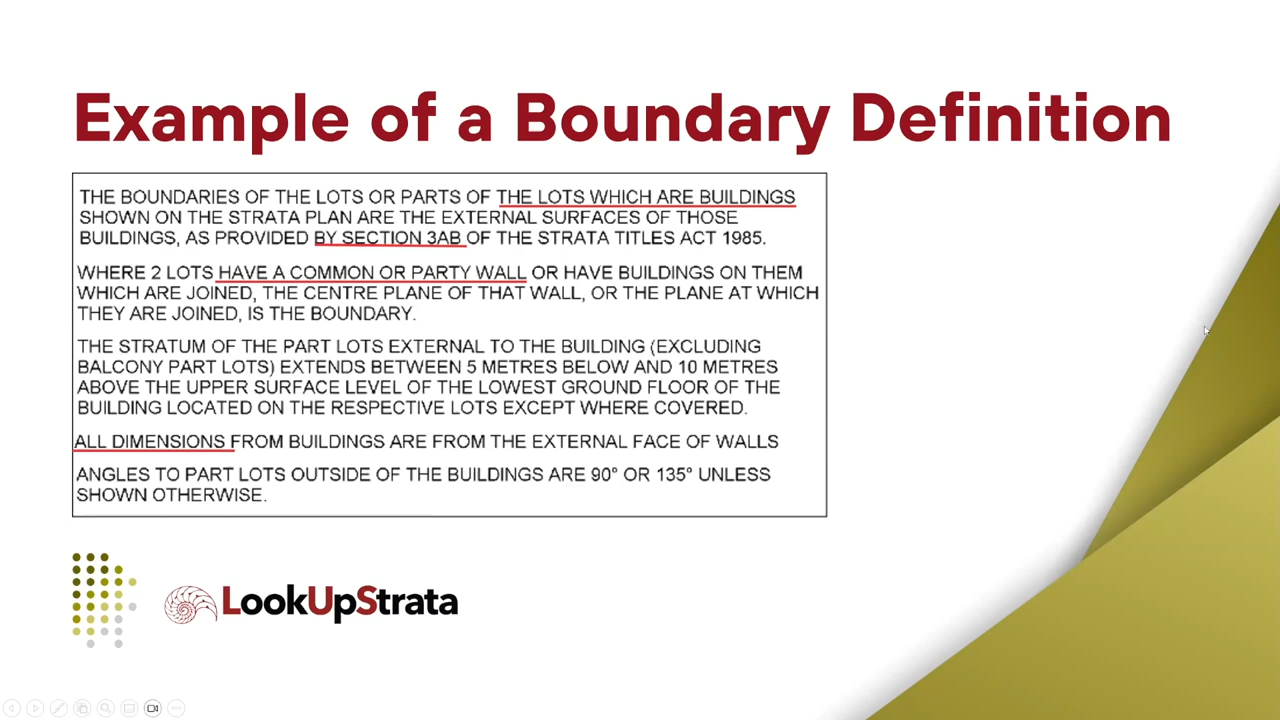 Example of a Boundary Definition
THE BOUNDARIES OF THE LOTS OR PARTS OF THE LOTS WHICH ARE BUILDINGS
SHOWN ON THE STRATA PLAN ARE THE EXTERNAL SURFACES OF THOSE
BUILDINGS, AS PROVIDED BY SECTION 3AB OF THE STRATA TITLES ACT 1985.
WHERE 2 LOTS HAVE A COMMON OR PARTY WALL OR HAVE BUILDINGS ON THEM
WHICH ARE JOINED, THE CENTRE PLANE OF THAT WALL, OR THE PLANE AT WHICH
THEY ARE JOINED, IS THE BOUNDARY.
THE STRATUM OF THE PART LOTS EXTERNAL TO THE BUILDING (EXCLUDING
BALCONY PART LOTS) EXTENDS BETWEEN 5 METRES BELOW AND 10 METRES
ABOVE THE UPPER SURFACE LEVEL OF THE LOWEST GROUND FLOOR OF THE
BUILDING LOCATED ON THE RESPECTIVE LOTS EXCEPT WHERE COVERED.
ALL DIMENSIONS FROM BUILDINGS ARE FROM THE EXTERNAL FACE OF WALLS
ANGLES TO PART LOTS OUTSIDE OF THE BUILDINGS ARE 90° OR 135° UNLESS
SHOWN OTHERWISE.
LookUpStrata